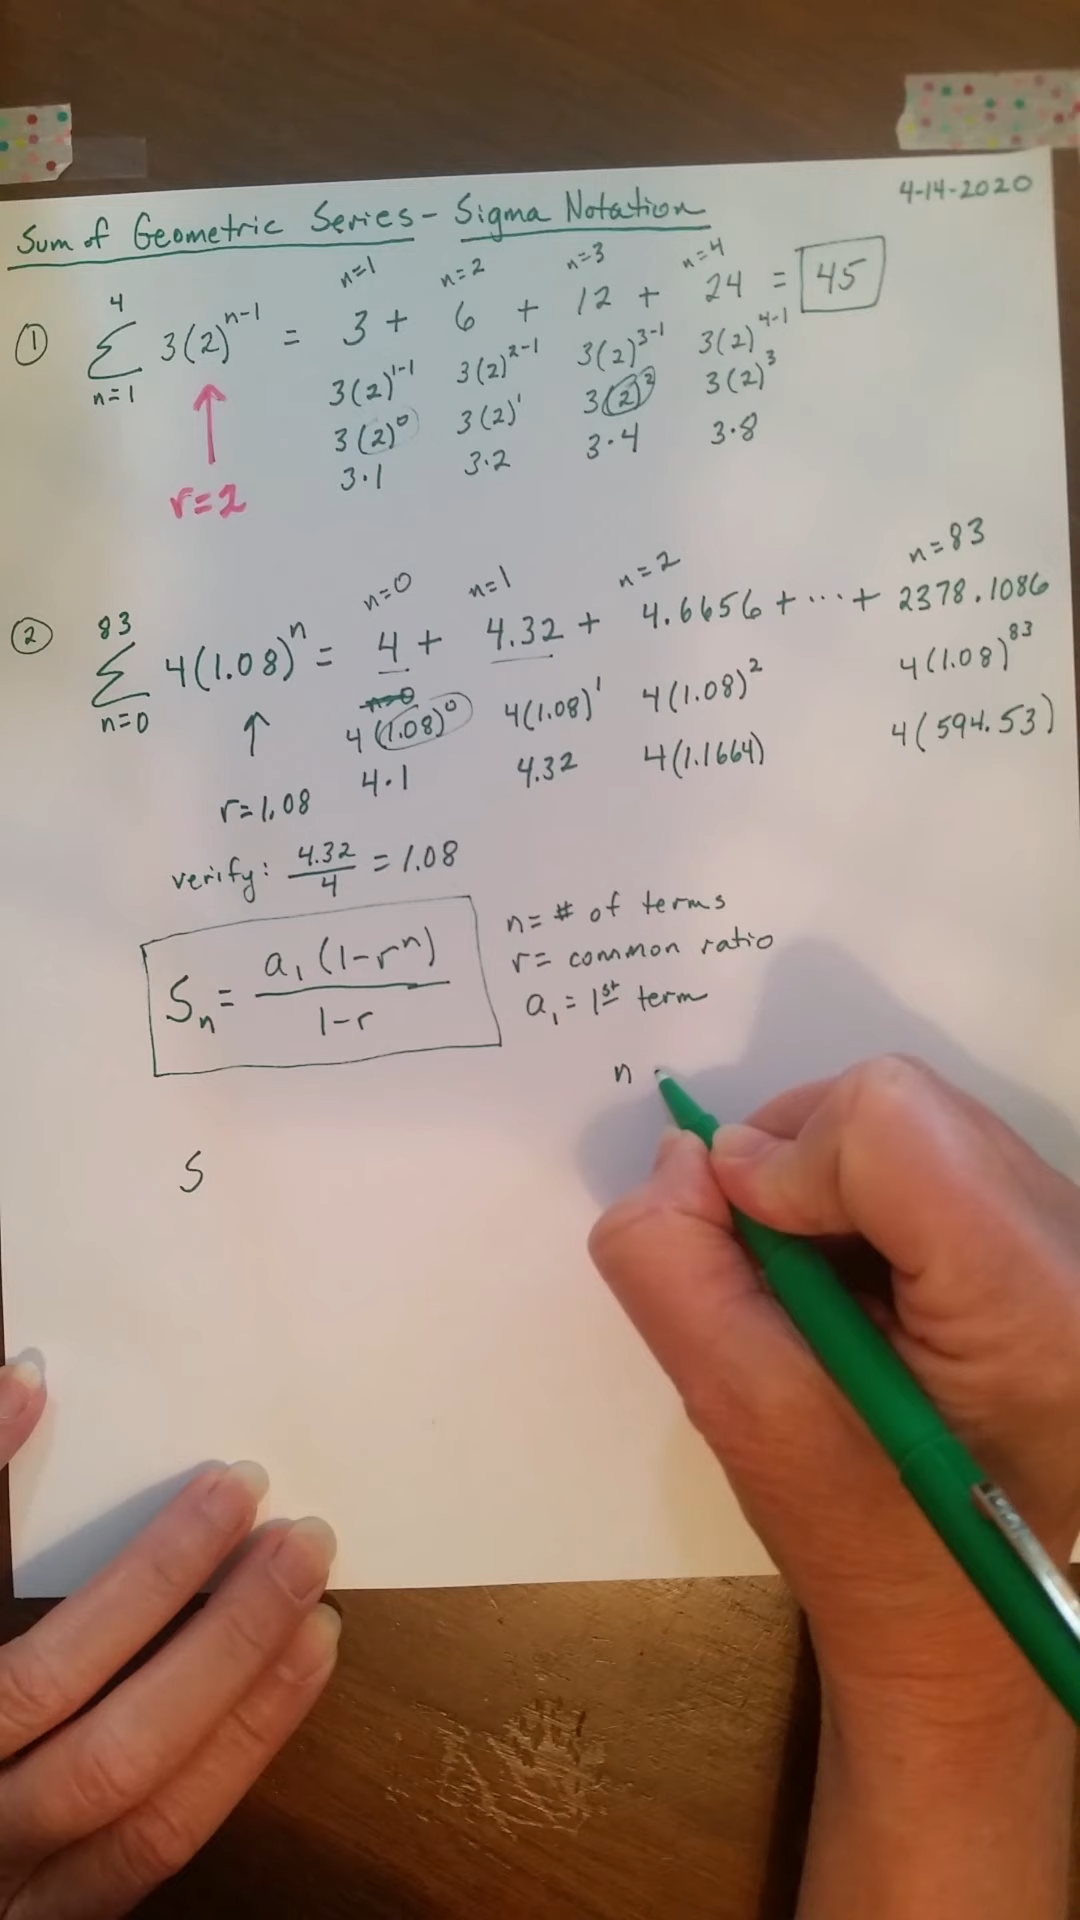 4-14-2020
Sum of Geometric Series - Sigma Notation
n=1 n=2 n=3 n=4
① 4 ∑ n=1 3(2)^(n-1) = 3 + 6 + 12 + 24 = 45
3(2)^(1-1) 3(2)^(2-1) 3(2)^(3-1) 3(2)^(4-1)
3(2)^0 3(2)^1 3(2)^2 3(2)^3
3·1 3·2 3·4 3·8
r=2
n=0 n=1 n=2 n=83
② 83 ∑ n=0 4(1.08)^n = 4 + 4.32 + 4.6656 + ··· + 2378.1086
n=0
4(1.08)^0 4(1.08)^1 4(1.08)^2 4(1.08)^83
4·1 4.32 4(1.1664) 4(594.53)
r=1.08
verify: 4.32/4 = 1.08
Sn = a₁(1-r^n)/1-r
n= # of terms
r= common ratio
a₁ = 1st term
n
S